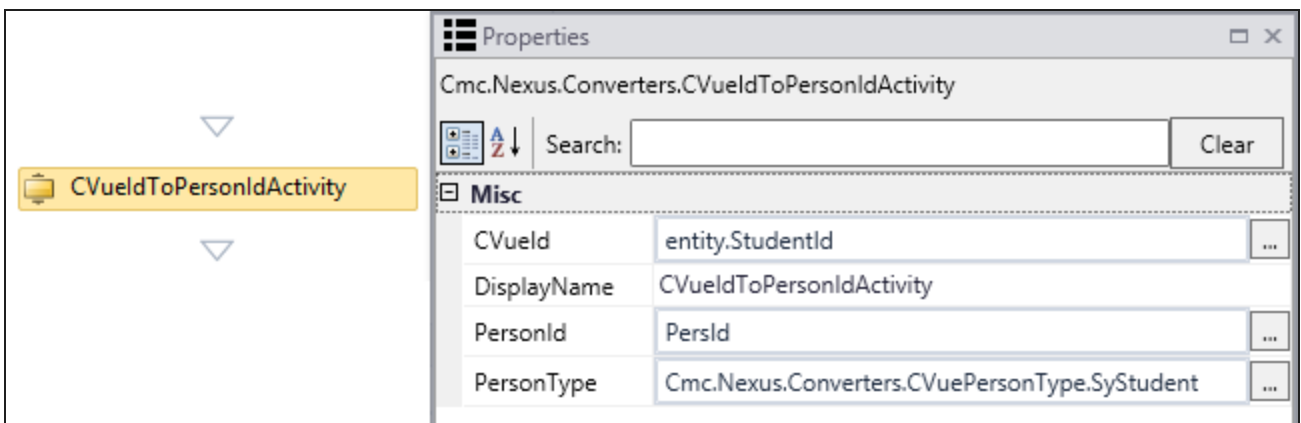 CVueIdToPersonIdActivity
Properties
Cmc.Nexus.Converters.CVueIdToPersonIdActivity
A
Z
Search:
Clear
Misc
CVueId entity.StudentId ...
DisplayName CVueIdToPersonIdActivity
PersonId PersId ...
PersonType Cmc.Nexus.Converters.CVuePersonType.SyStudent ...